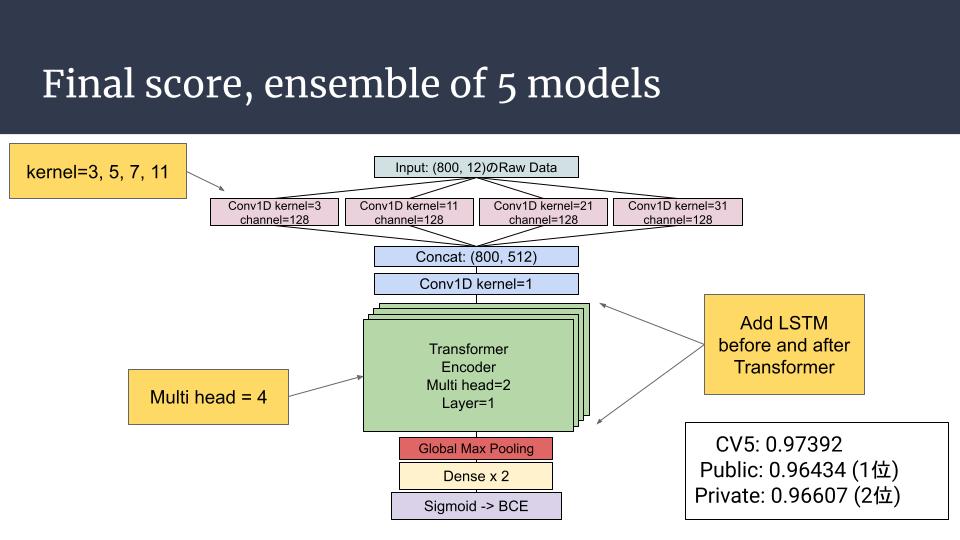 Final score, ensemble of 5 models
kernel=3, 5, 7, 11
Input: (800, 12)のRaw Data
Conv1D kernel=3
channel=128
Conv1D kernel=11
channel=128
Conv1D kernel=21
channel=128
Conv1D kernel=31
channel=128
Concat: (800, 512)
Conv1D kernel=1
Transformer
Encoder
Multi head=2
Layer=1
Add LSTM
before and after
Transformer
Multi head = 4
Global Max Pooling
Dense x 2
Sigmoid -> BCE
CV5: 0.97392
Public: 0.96434 (1位)
Private: 0.96607 (2位)